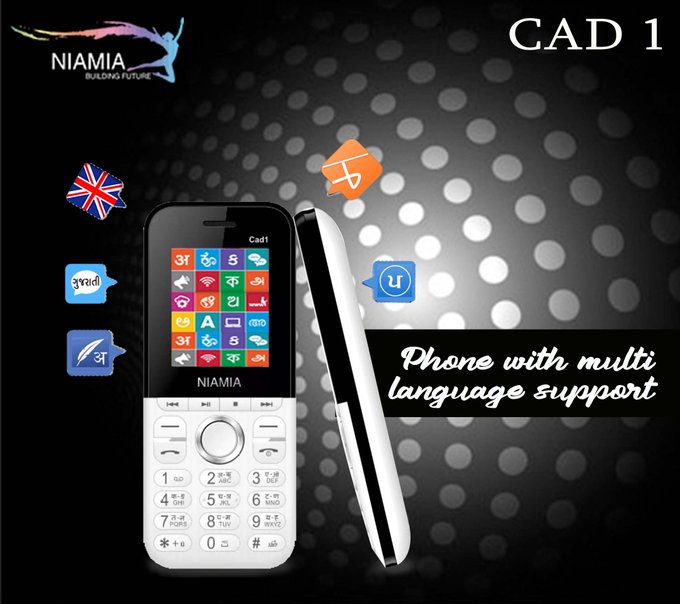 NIAMIA
BUILDING FUTURE
CAD 1
ગુજરાતી
अ
ਪ
Cad1
NIAMIA
Phone with multi
language support
1
2 अ-ऋ ABC
3 ए-ओ DEF
4 क-ङ GHI
5 च-ञ JKL
6 ट-ण MNO
7 त-न PQRS
8 प-म TUV
9 य-ह WXYZ
* + 0 #